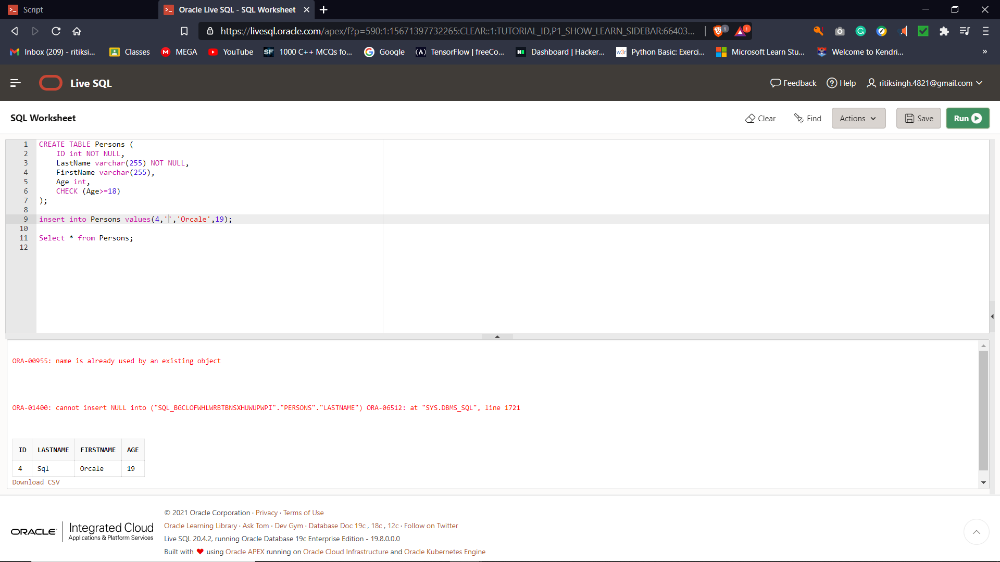 Script
Oracle Live SQL - SQL Worksheet
https://livesql.oracle.com/apex/f?p=590:1:15671397732265:CLEAR::1:TUTORIAL_ID,P1_SHOW_LEARN_SIDEBAR:66403...
1
1
Inbox (209) - ritiksi... Classes MEGA YouTube SF 1000 C++ MCQs fo... Google TensorFlow | freeCo... Dashboard | Hacker... w3r Python Basic: Exerci... Microsoft Learn Stu... Welcome to Kendri... »
Live SQL
Feedback Help ritiksingh.4821@gmail.com
SQL Worksheet
Clear Find Actions Save Run
1 CREATE TABLE Persons (
2 ID int NOT NULL,
3 LastName varchar(255) NOT NULL,
4 FirstName varchar(255),
5 Age int,
6 CHECK (Age>=18)
7 );
8
9 insert into Persons values(4,'','Orcale',19);
10
11 Select * from Persons;
12
ORA-00955: name is already used by an existing object
ORA-01400: cannot insert NULL into ("SQL_BGCLOFWHLWRBTBNSXHUWUPWPI"."PERSONS"."LASTNAME") ORA-06512: at "SYS.DBMS_SQL", line 1721
ID LASTNAME FIRSTNAME AGE
4 Sql Orcale 19
Download CSV
ORACLE Integrated Cloud
Applications & Platform Services
© 2021 Oracle Corporation · Privacy · Terms of Use
Oracle Learning Library · Ask Tom · Dev Gym · Database Doc 19c , 18c , 12c · Follow on Twitter
Live SQL 20.4.2, running Oracle Database 19c Enterprise Edition - 19.8.0.0.0
Built with ❤ using Oracle APEX running on Oracle Cloud Infrastructure and Oracle Kubernetes Engine